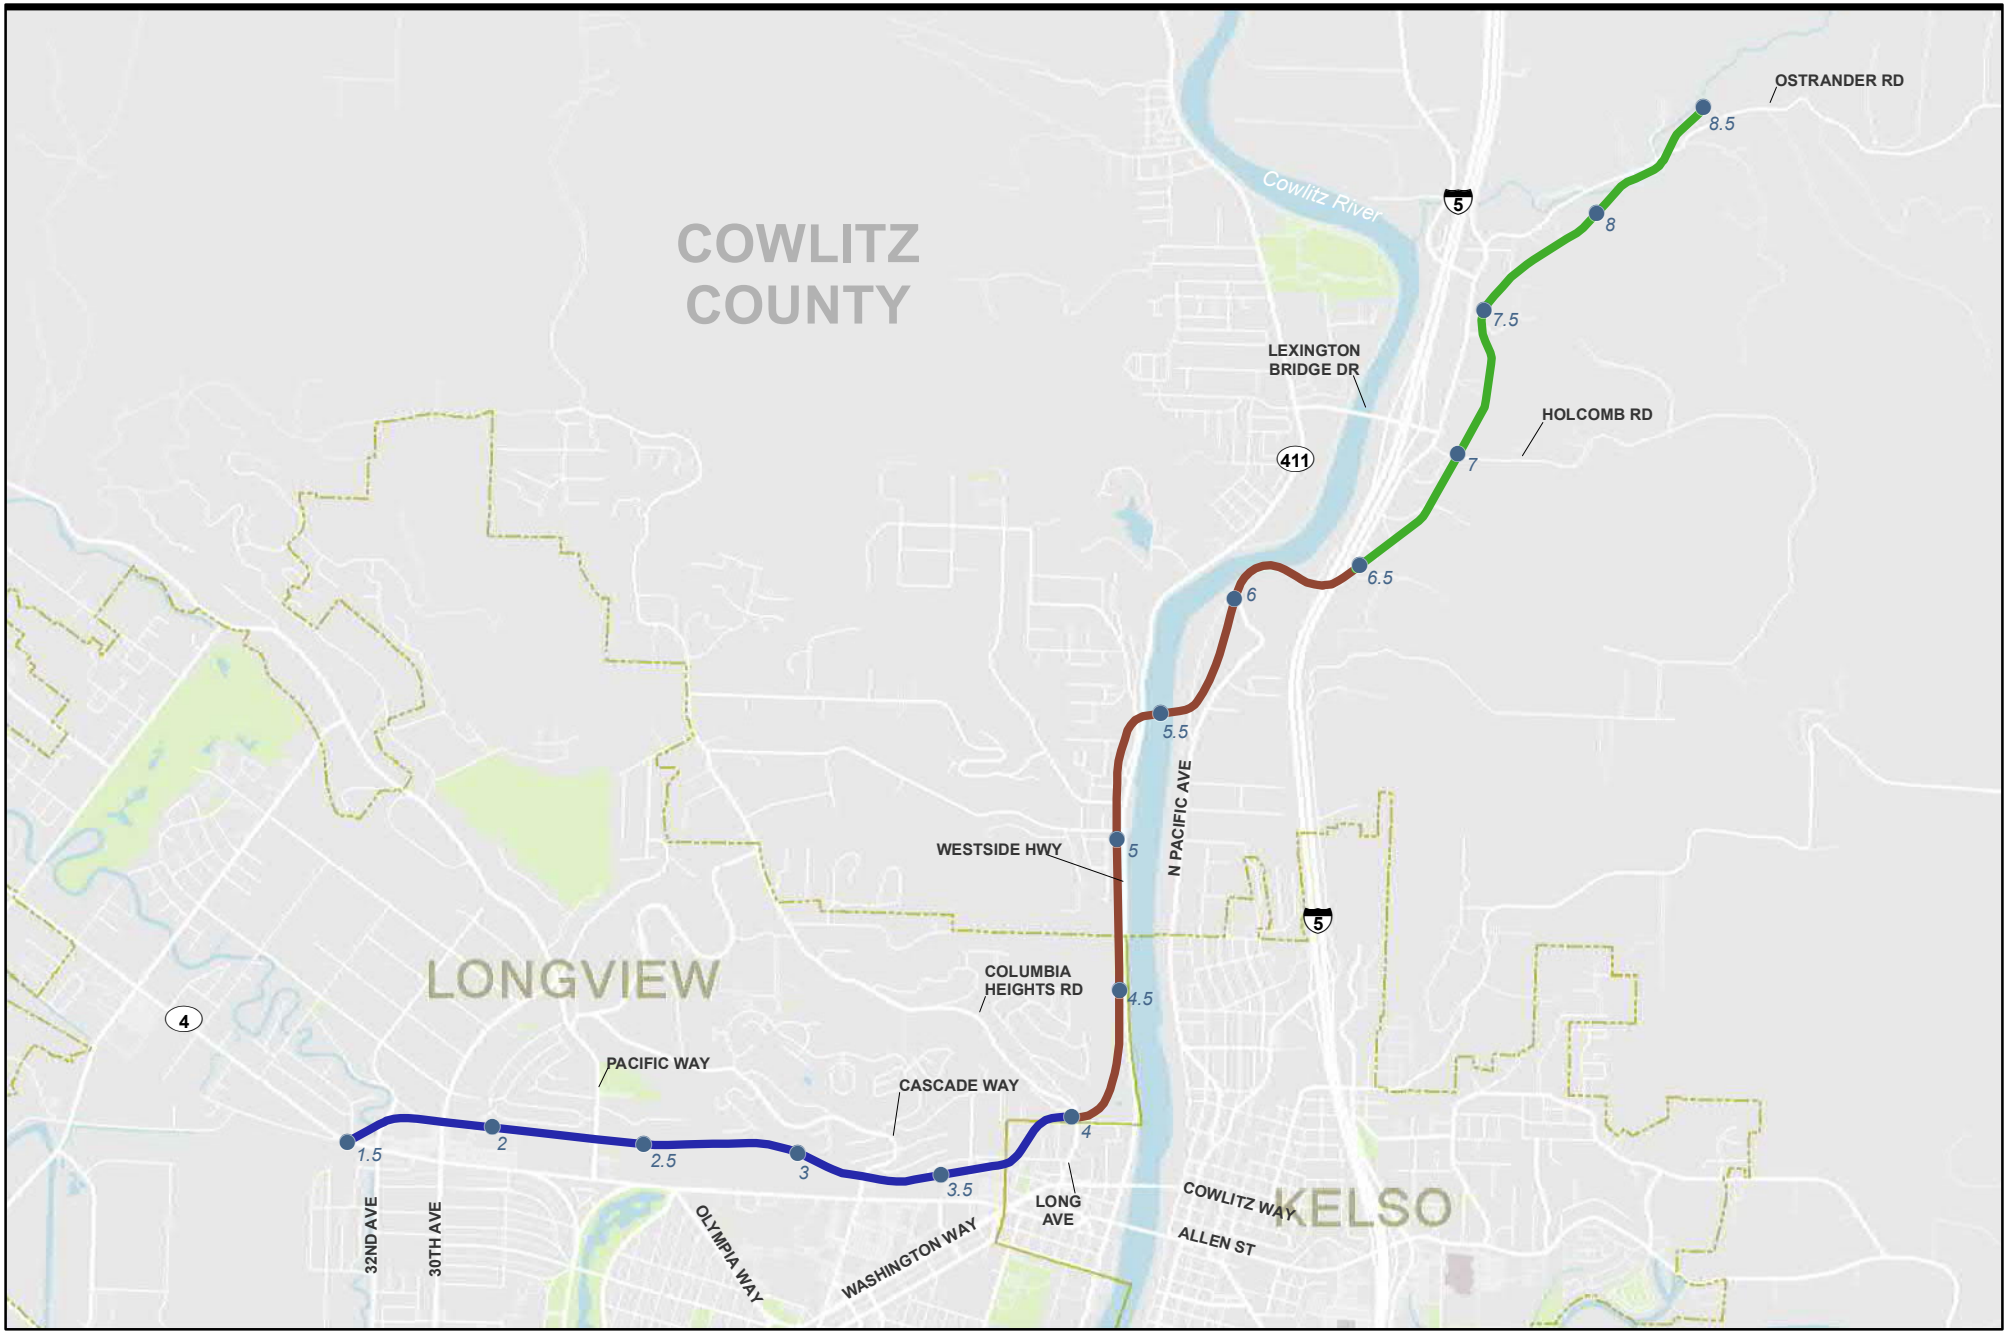 OSTRANDER RD
8.5
Cowlitz River
5
8
COWLITZ
COUNTY
7.5
LEXINGTON
BRIDGE DR
HOLCOMB RD
411
7
6.5
6
5.5
N PACIFIC AVE
WESTSIDE HWY
5
5
LONGVIEW
COLUMBIA
HEIGHTS RD
4.5
4
PACIFIC WAY
CASCADE WAY
4
1.5
2
2.5
3
3.5
LONG
AVE
COWLITZ WAY
KELSO
32ND AVE
30TH AVE
OLYMPIA WAY
WASHINGTON WAY
ALLEN ST